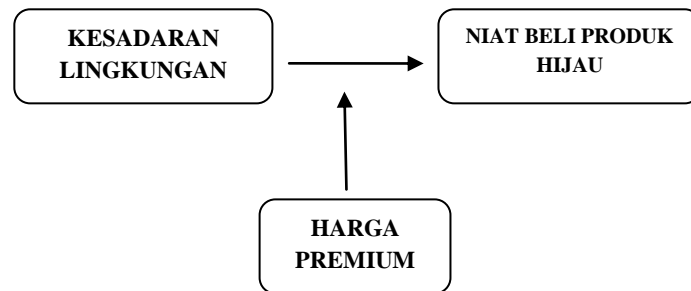 KESADARAN
LINGKUNGAN
NIAT BELI PRODUK
HIJAU
HARGA
PREMIUM